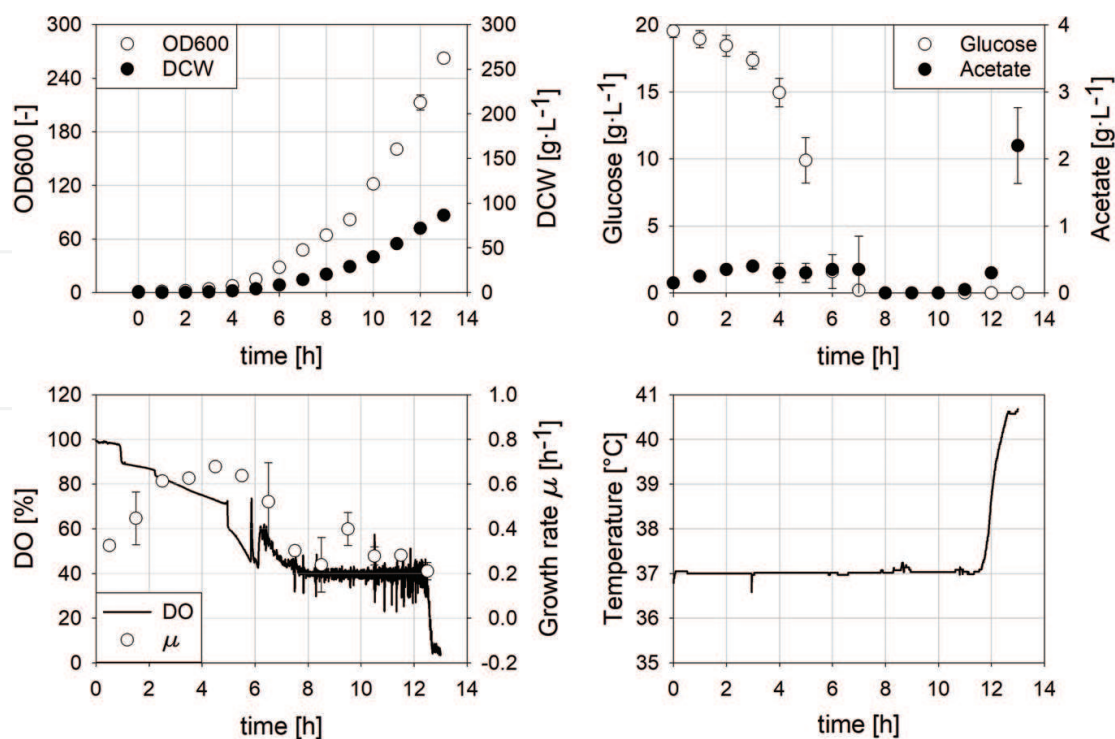 OD600
DCW
OD600 [-]
300
240
180
120
60
0
DCW [g·L⁻¹]
300
250
200
150
100
50
0
0 2 4 6 8 10 12 14
time [h]
Glucose
Acetate
Glucose [g·L⁻¹]
20
15
10
5
0
Acetate [g·L⁻¹]
4
3
2
1
0
0 2 4 6 8 10 12 14
time [h]
DO
μ
DO [%]
120
100
80
60
40
20
0
Growth rate μ [h⁻¹]
1.0
0.8
0.6
0.4
0.2
0.0
-0.2
0 2 4 6 8 10 12 14
time [h]
Temperature [°C]
41
40
39
38
37
36
35
0 2 4 6 8 10 12 14
time [h]